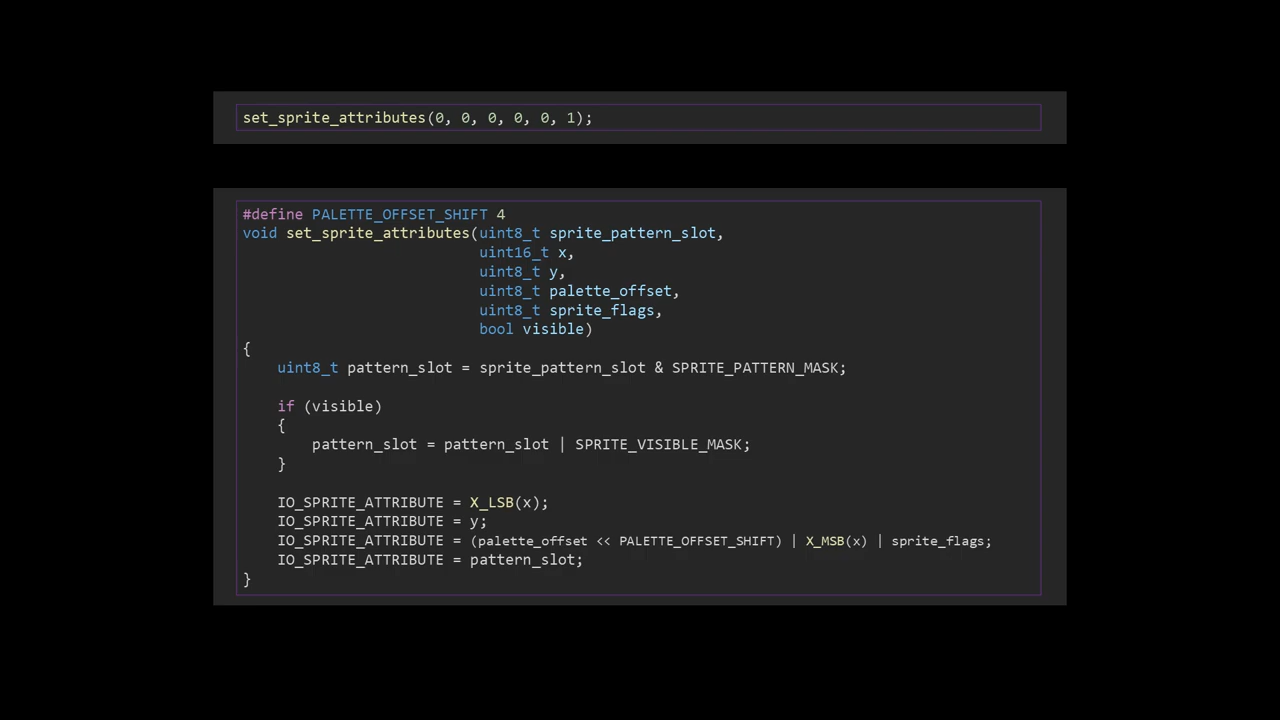 set_sprite_attributes(0, 0, 0, 0, 0, 1);
#define PALETTE_OFFSET_SHIFT 4
void set_sprite_attributes(uint8_t sprite_pattern_slot,
uint16_t x,
uint8_t y,
uint8_t palette_offset,
uint8_t sprite_flags,
bool visible)
{
uint8_t pattern_slot = sprite_pattern_slot & SPRITE_PATTERN_MASK;
if (visible)
{
pattern_slot = pattern_slot | SPRITE_VISIBLE_MASK;
}
IO_SPRITE_ATTRIBUTE = X_LSB(x);
IO_SPRITE_ATTRIBUTE = y;
IO_SPRITE_ATTRIBUTE = (palette_offset << PALETTE_OFFSET_SHIFT) | X_MSB(x) | sprite_flags;
IO_SPRITE_ATTRIBUTE = pattern_slot;
}